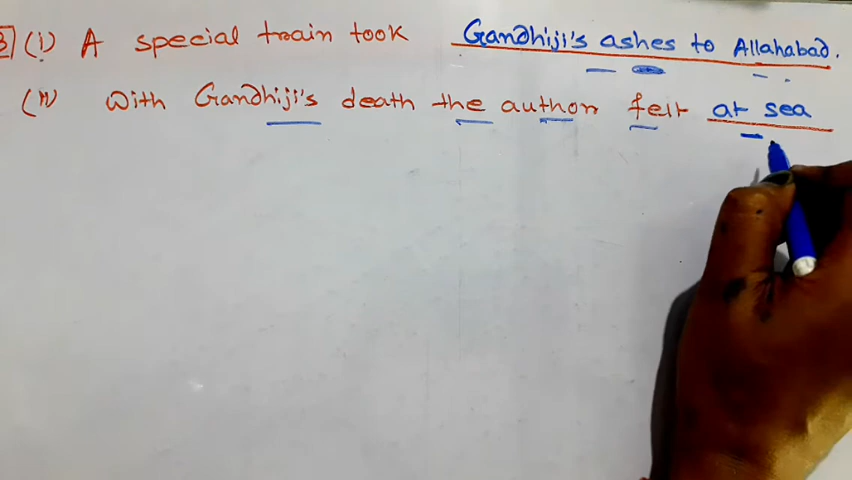 3 (i) A special train took Gandhiji's ashes to Allahabad.
(ii) With Gandhiji's death the author felt at sea